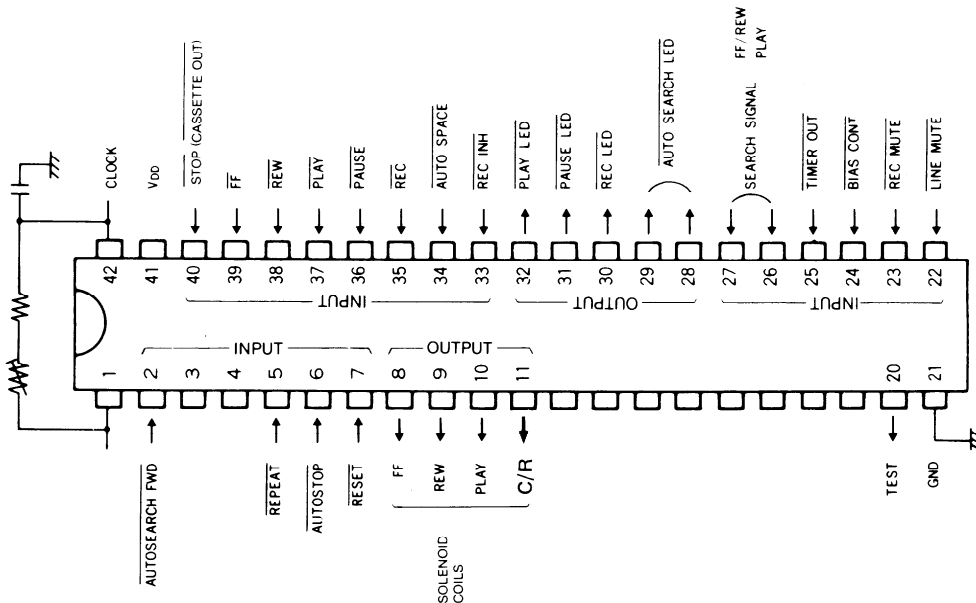 CLOCK
VDD
STOP (CASSETTE OUT)
FF
REW
PLAY
PAUSE
REC
AUTO SPACE
REC INH
PLAY LED
PAUSE LED
REC LED
AUTO SEARCH LED
SEARCH SIGNAL
FF/REW
PLAY
TIMER OUT
BIAS CONT
REC MUTE
LINE MUTE
42
41
40
39
38
37
36
35
34
33
32
31
30
29
28
27
26
25
24
23
22
INPUT
OUTPUT
INPUT
INPUT
OUTPUT
1
2
3
4
5
6
7
8
9
10
11
20
21
AUTOSEARCH FWD
REPEAT
AUTOSTOP
RESET
FF
REW
PLAY
C/R
TEST
GND
SOLENOID
COILS